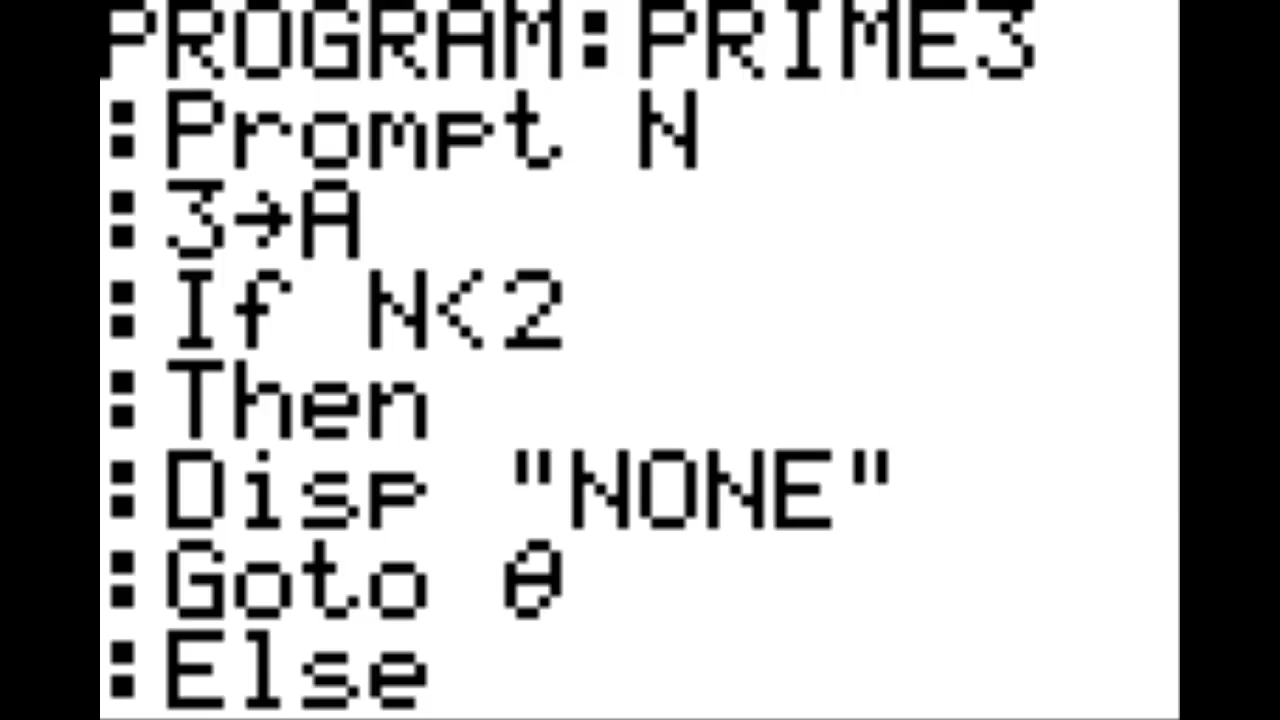 PROGRAM:PRIME3
:Prompt N
:3→A
:If N<2
:Then
:Disp "NONE"
:Goto θ
:Else